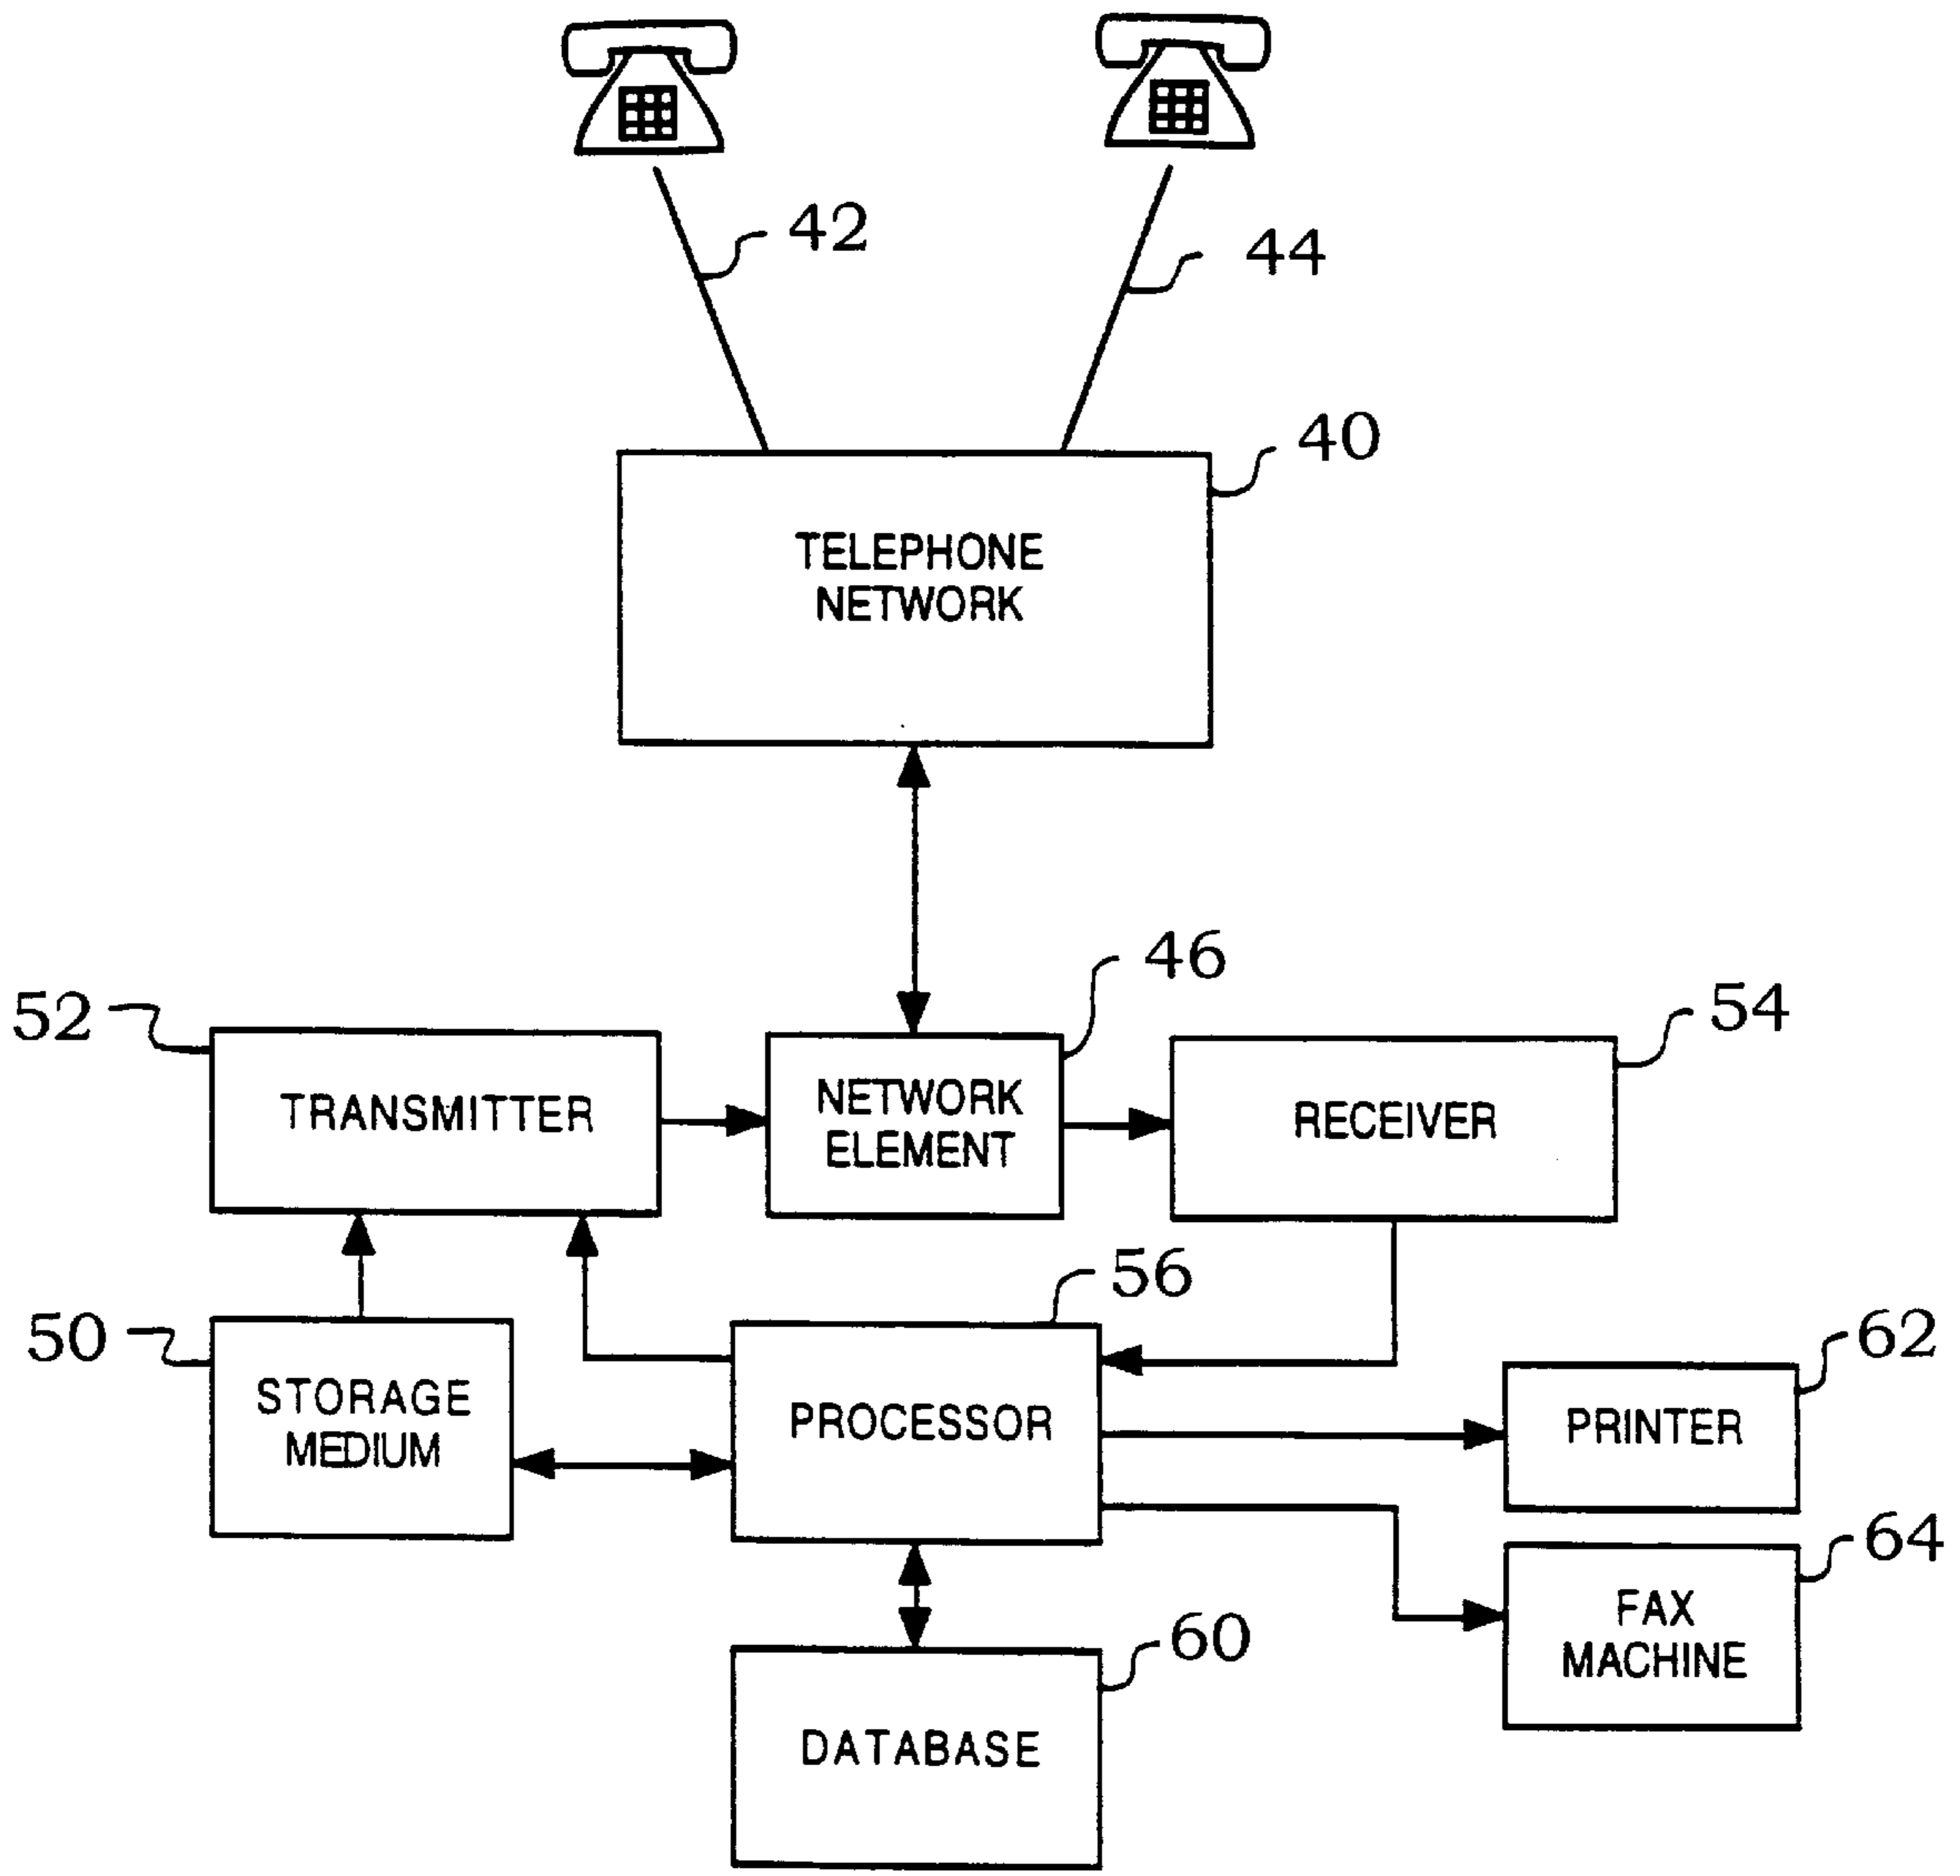 42
44
40
TELEPHONE
NETWORK
46
52
54
TRANSMITTER
NETWORK
ELEMENT
RECEIVER
56
50
62
STORAGE
MEDIUM
PROCESSOR
PRINTER
64
FAX
MACHINE
60
DATABASE